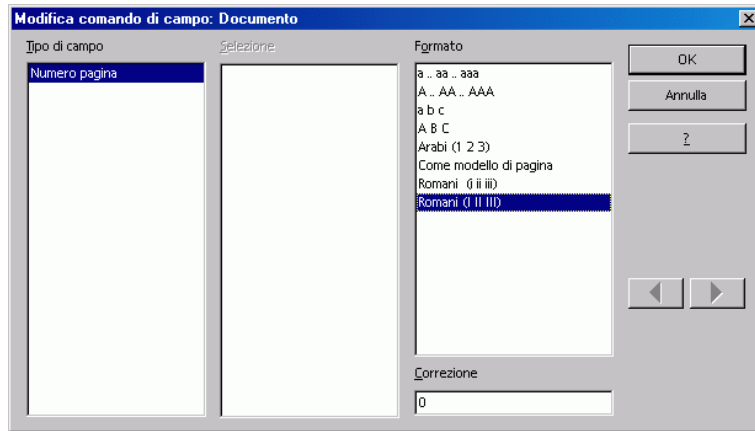 Modifica comando di campo: Documento
Tipo di campo
Numero pagina
Selezione
Formato
a .. aa .. aaa
A .. AA .. AAA
a b c
A B C
Arabi (1 2 3)
Come modello di pagina
Romani (i ii iii)
Romani (I II III)
Correzione
0
OK
Annulla
?